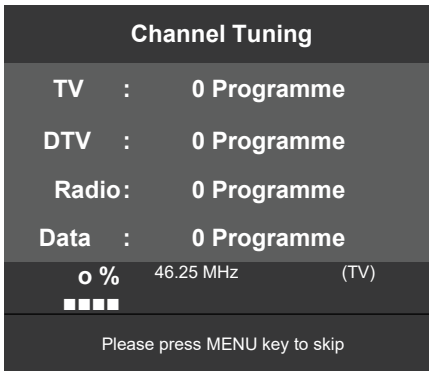 Channel Tuning
TV : 0 Programme
DTV : 0 Programme
Radio: 0 Programme
Data : 0 Programme
o % 46.25 MHz (TV)
Please press MENU key to skip